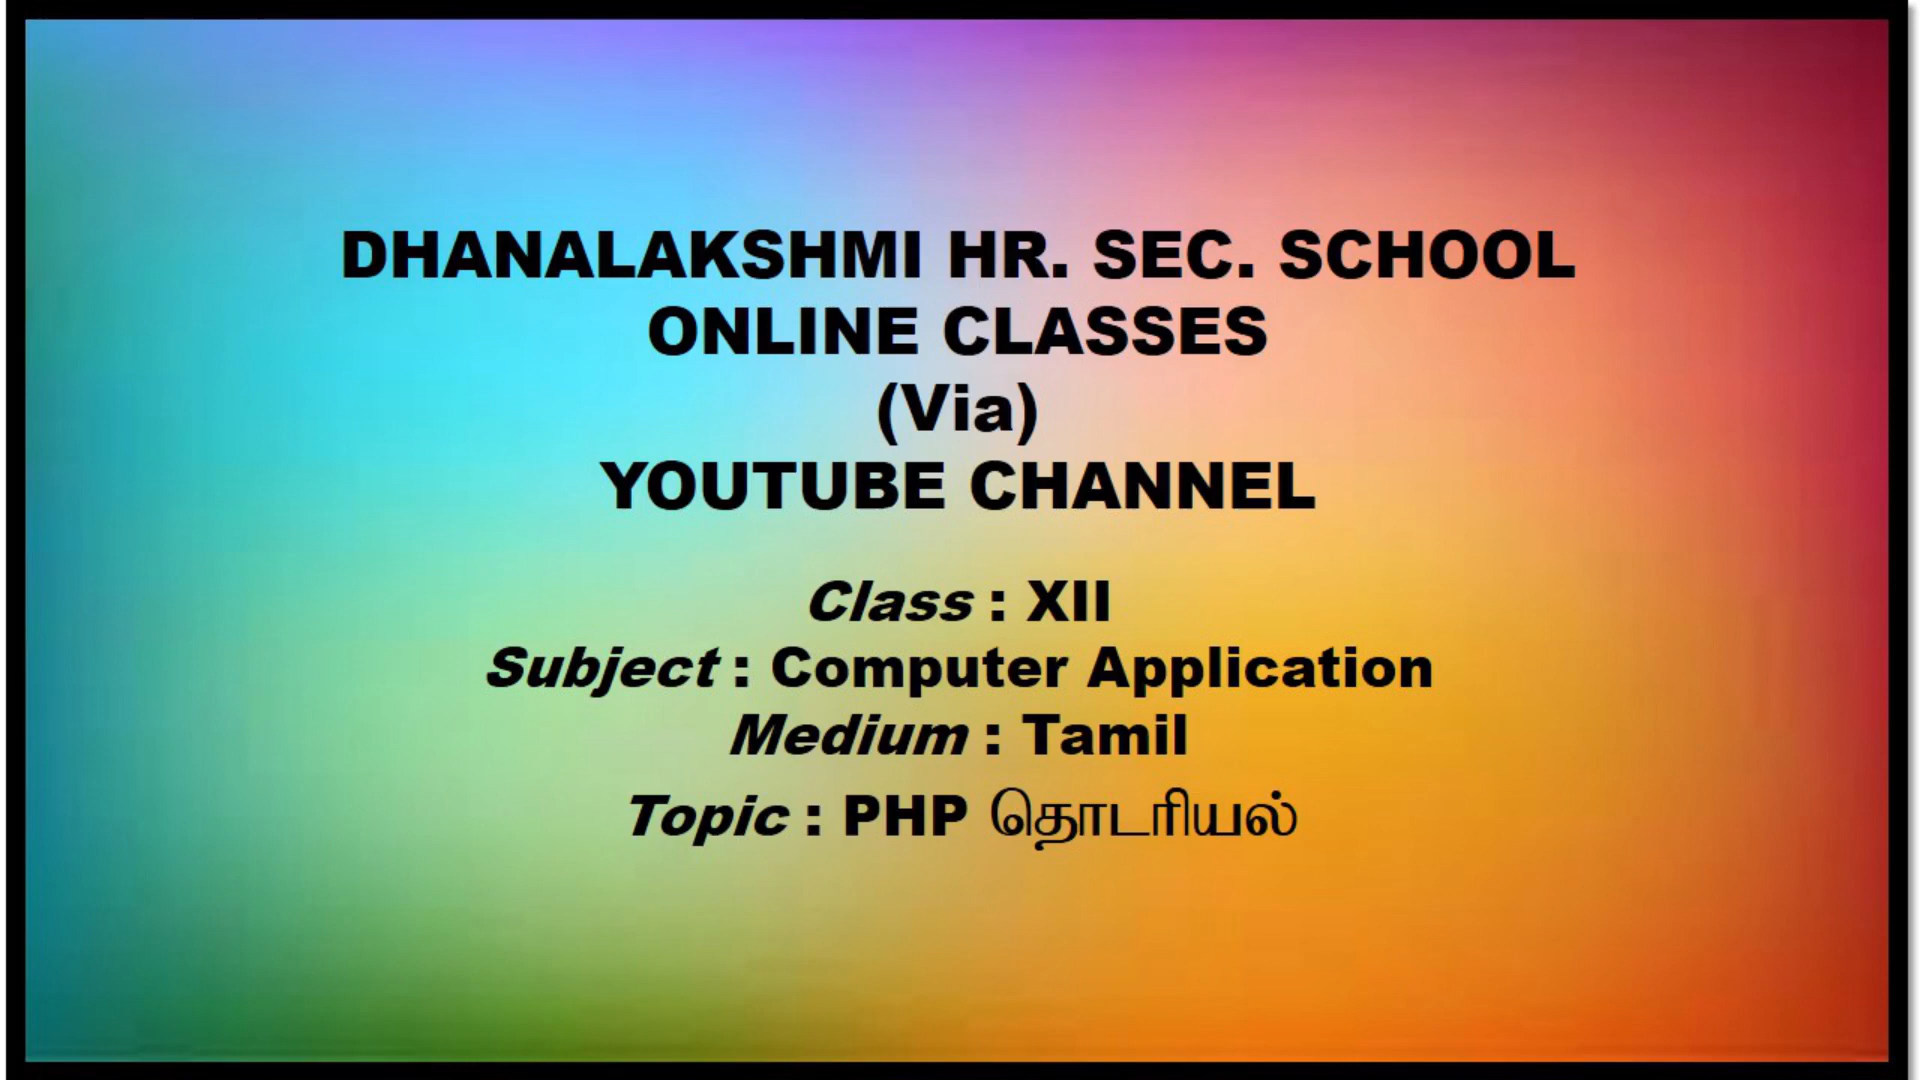 DHANALAKSHMI HR. SEC. SCHOOL
ONLINE CLASSES
(Via)
YOUTUBE CHANNEL
Class : XII
Subject : Computer Application
Medium : Tamil
Topic : PHP தொடரியல்